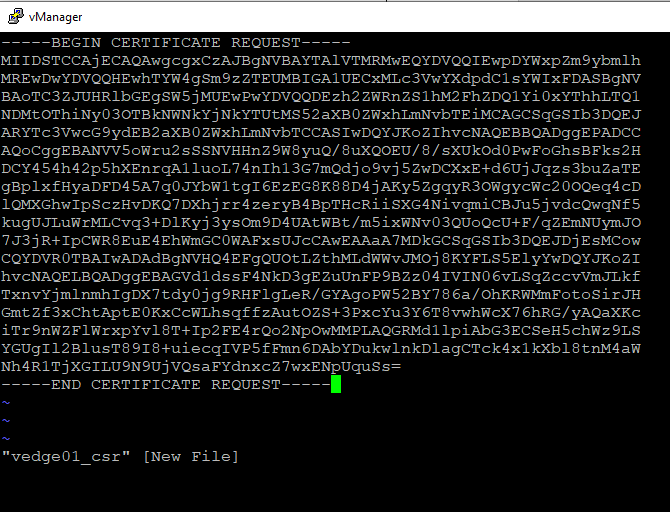 vManager
-----BEGIN CERTIFICATE REQUEST-----
MIIDSTCCAjECAQAwgcgxCzAJBgNVBAYTAlVTMRMwEQYDVQQIEwpDYWxpZm9ybmlh
MREwDwYDVQQHEwhTYW4gSm9zZTEUMBIGA1UECxMLc3VwYXdpdC1sYWIxFDASBgNV
BAoTC3ZJUHRlbGEgSW5jMUEwPwYDVQQDEzh2ZWRnZS1hM2FhZDQ1Yi0xYThhLTQ1
NDMtOThiNy03OTBkNWNkYjNkYTUtMS52aXB0ZWxhLmNvbTEiMCAGCSqGSIb3DQEJ
ARYTc3VwcG9ydEB2aXB0ZWxhLmNvbTCCASIwDQYJKoZIhvcNAQEBBQADggEPADCC
AQoCggEBANVV5oWru2sSSNVHHnZ9W8yuQ/8uXQOEU/8/sXUkOd0PwFoGhsBFks2H
DCY454h42p5hXEnrqA1luoL74nIh13G7mQdjo9vj5ZwDCXxE+d6UjJqzs3buZaTE
gBplxfHyaDFD45A7q0JYbW1tgI6EzEG8K88D4jAKy5ZgqyR3OWgycWc20OQeq4cD
lQMXGhwIpSczHvDKQ7DXhjrr4zeryB4BpTHcRiiSXG4NivqmiCBJu5jvdcQwqNf5
kugUJLuWrMLCvq3+DlKyj3ysOm9D4UAtWBt/m5ixWNv03QUoQcU+F/qZEmNUymJO
7J3jR+IpCWR8EuE4EhWmGC0WAFxsUJcCAwEAAaA7MDkGCSqGSIb3DQEJDjEsMCow
CQYDVR0TBAIwADAdBgNVHQ4EFgQUOtLZthMLdWWvJMOj8KYFLS5ElyYwDQYJKoZI
hvcNAQELBQADggEBAGVd1dssF4NkD3gEZuUnFP9BZz04IVIN06vLSqZccvVmJLkf
TxnvYjmlnmhIgDX7tdy0jg9RHFlgLeR/GYAgoPW52BY786a/OhKRWMmFotoSirJH
GmtZf3xChtAptE0KxCcWLhsqffzAutOZS+3PxcYu3Y6T8vwhWcX76hRG/yAQaXKc
iTr9nWZFlWrxpYvl8T+Ip2FE4rQo2NpOwMMPLAQGRMd1lpiAbG3ECSeH5chWz9LS
YGUgIl2BlusT89I8+uiecqIVP5fFmn6DAbYDukwlnkDlagCTck4x1kXbl8tnM4aW
Nh4R1TjXGILU9N9UjVQsaFYdnxcZ7wxENpUquSs=
-----END CERTIFICATE REQUEST-----
~
~
~
"vedge01_csr" [New File]